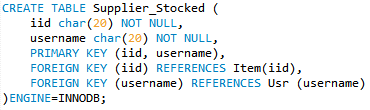 CREATE TABLE Supplier_Stocked (
iid char(20) NOT NULL,
username char(20) NOT NULL,
PRIMARY KEY (iid, username),
FOREIGN KEY (iid) REFERENCES Item(iid),
FOREIGN KEY (username) REFERENCES Usr (username)
)ENGINE=INNODB;